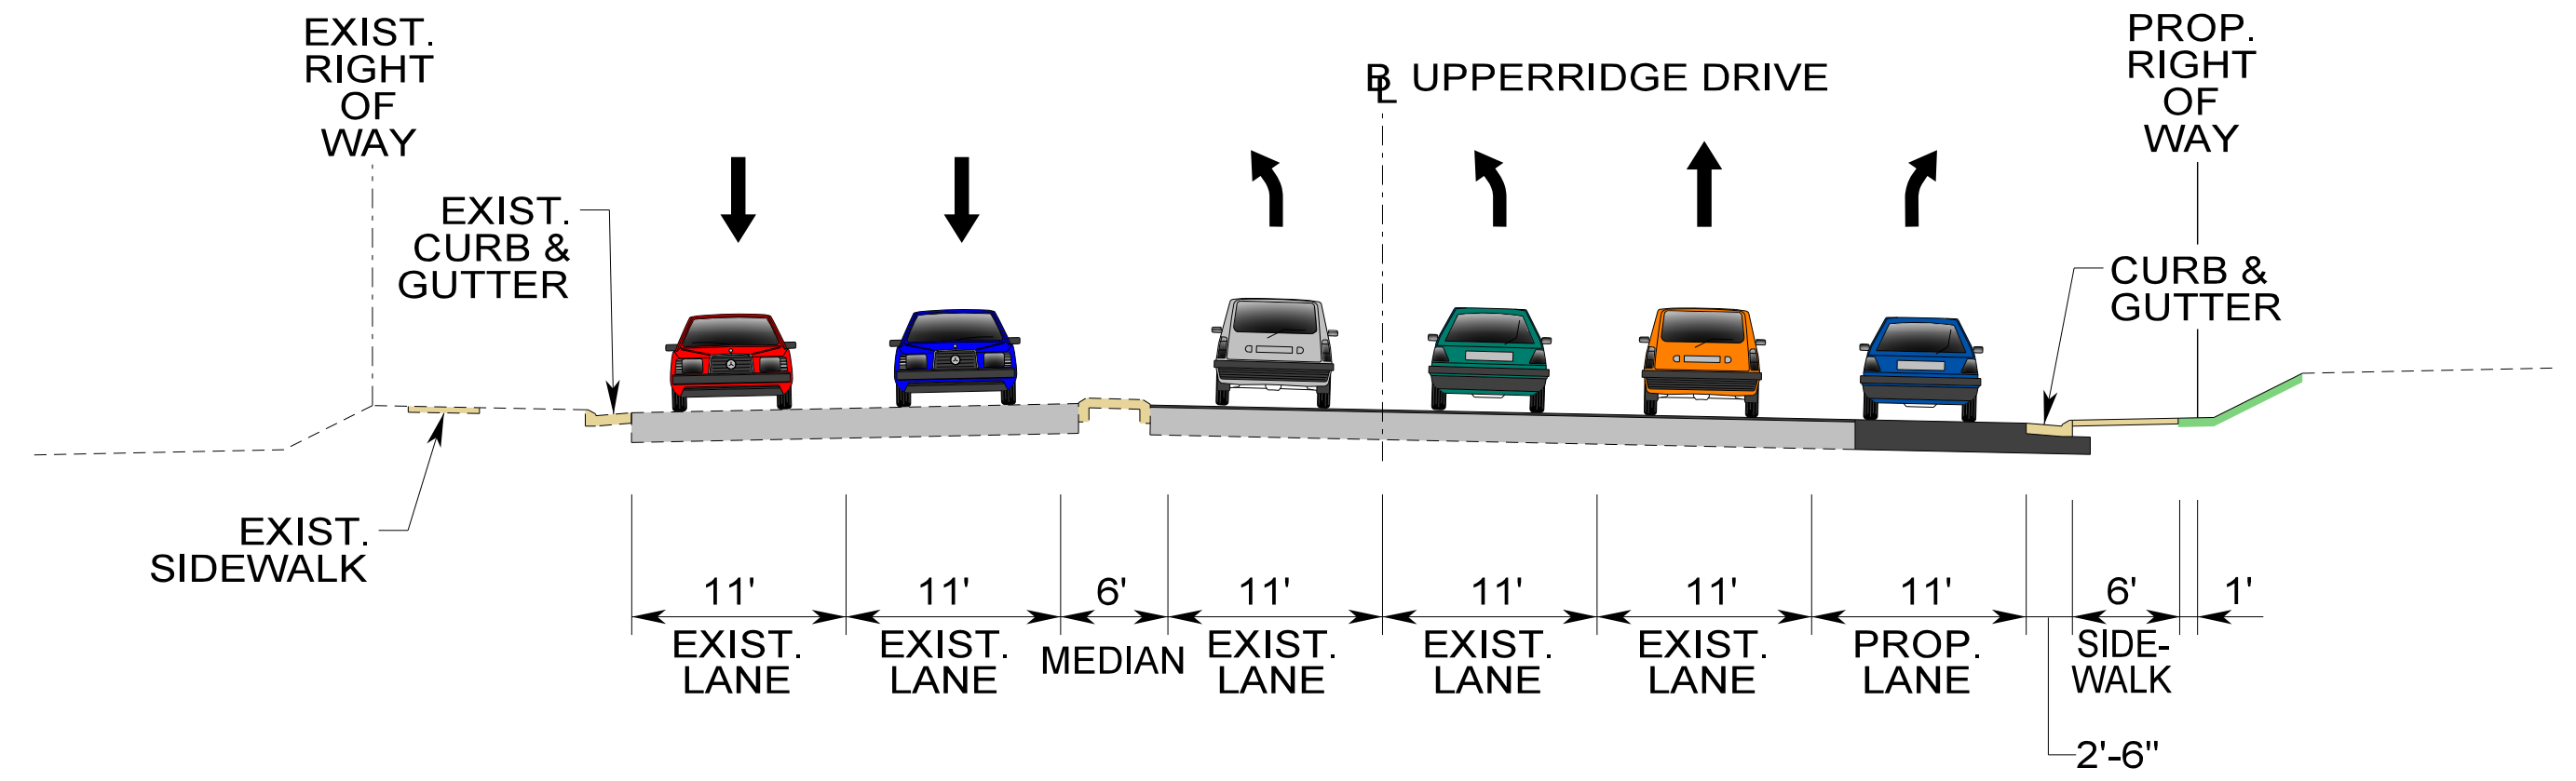 EXIST.
RIGHT
OF
WAY
BL UPPERRIDGE DRIVE
PROP.
RIGHT
OF
WAY
EXIST.
CURB &
GUTTER
CURB &
GUTTER
EXIST.
SIDEWALK
11'
EXIST.
LANE
11'
EXIST.
LANE
6'
MEDIAN
11'
EXIST.
LANE
11'
EXIST.
LANE
11'
EXIST.
LANE
11'
PROP.
LANE
6'
SIDE-
WALK
1'
2'-6"